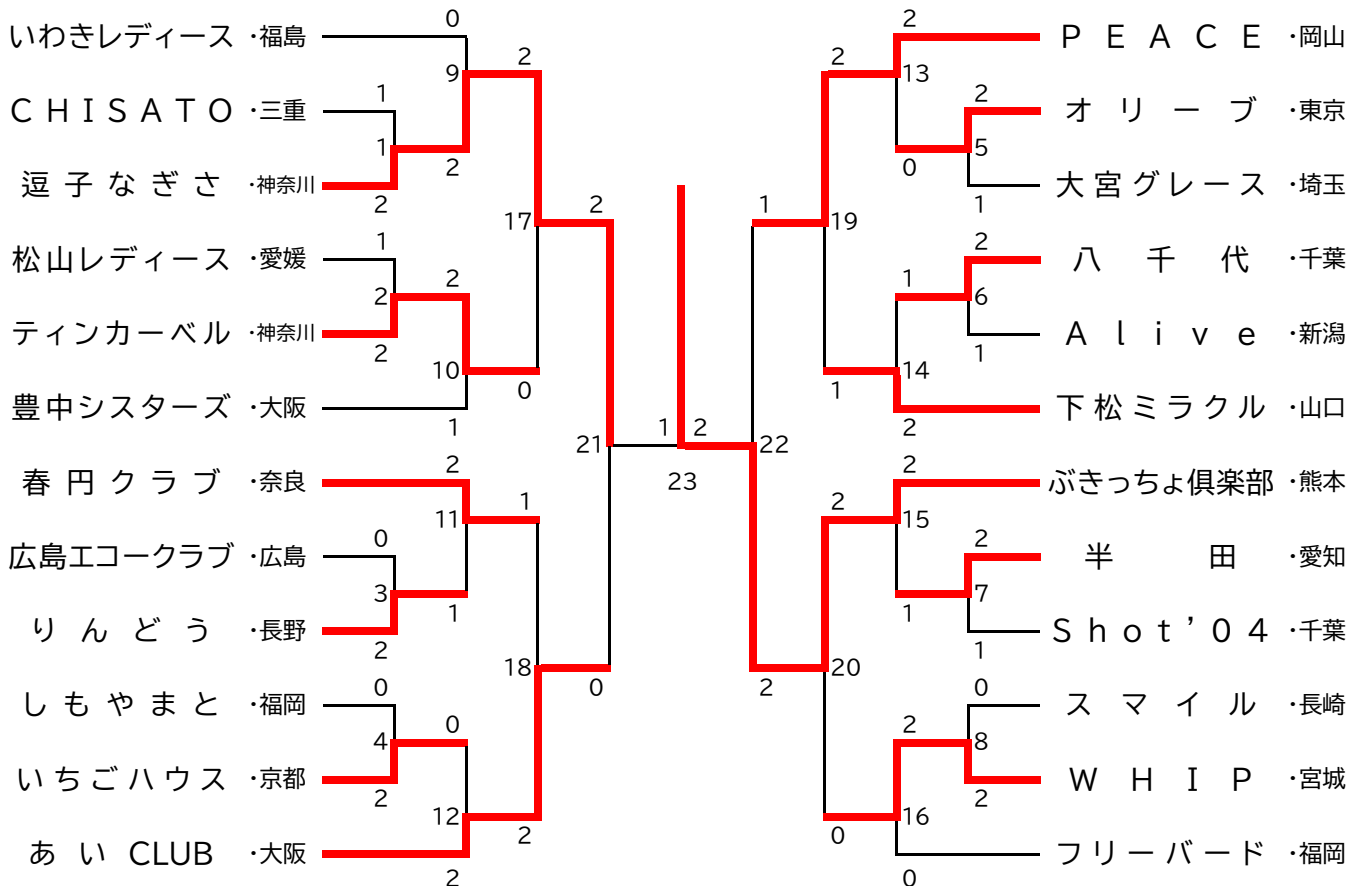 0
2
いわきレディース ・福島
PEACE ・岡山
2
2
9
13
1
2
CHISATO ・三重
オリーブ ・東京
1
5
2
0
逗子なぎさ ・神奈川
大宮グレース ・埼玉
2
1
2
1
17
19
1
2
松山レディース ・愛媛
八千代 ・千葉
2
1
2
6
ティンカーベル ・神奈川
Alive ・新潟
2
1
10
14
0
1
豊中シスターズ ・大阪
下松ミラクル ・山口
1
2
21
1
2
22
2
2
春円クラブ ・奈良
23
ぶきっちょ倶楽部 ・熊本
1
2
11
15
0
2
広島エコークラブ ・広島
半田 ・愛知
3
7
1
1
りんどう ・長野
Shot’04 ・千葉
2
1
18
20
0
2
0
0
しもやまと ・福岡
スマイル ・長崎
0
2
4
8
いちごハウス ・京都
WHIP ・宮城
2
2
12
16
2
0
あいCLUB ・大阪
フリーバード ・福岡
2
0